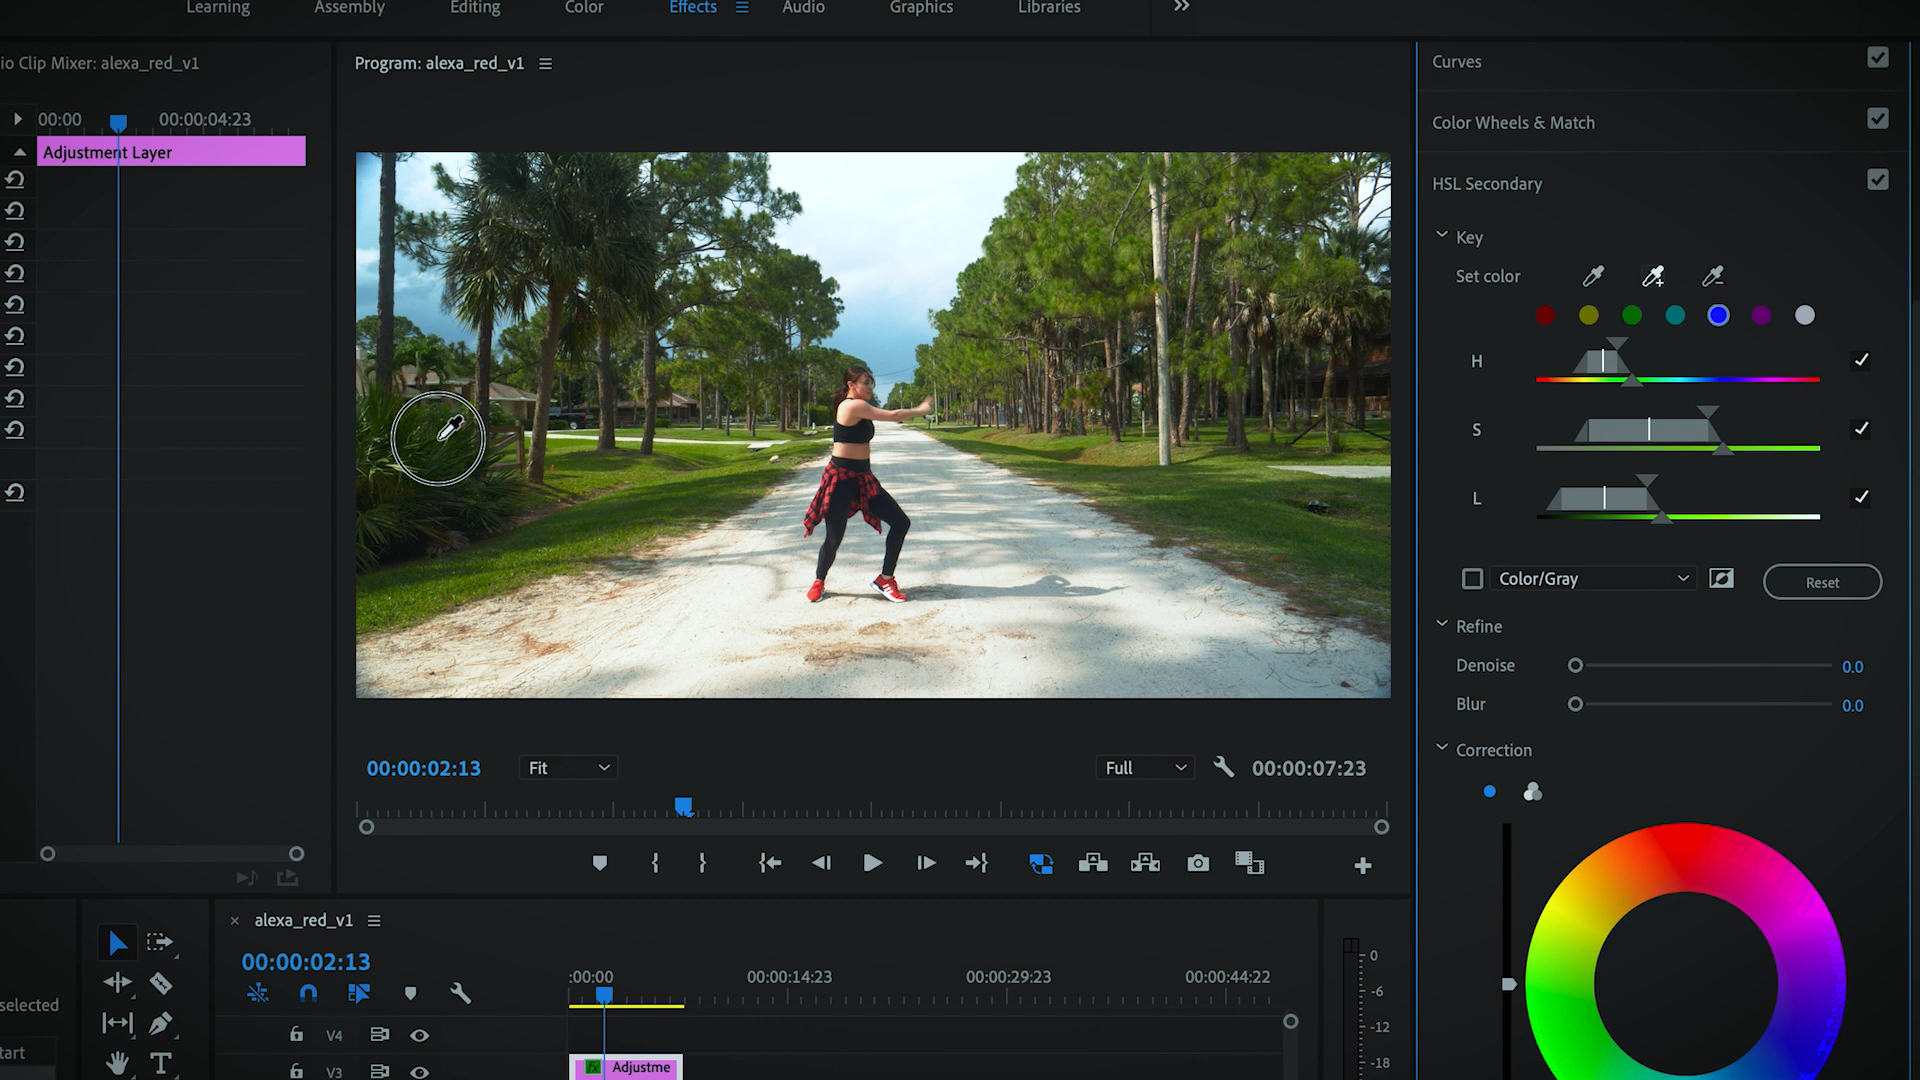 Learning Assembly Editing Color Effects Audio Graphics Libraries
io Clip Mixer: alexa_red_v1
Program: alexa_red_v1
00:00 00:00:04:23
Adjustment Layer
00:00:02:13 Fit Full 00:00:07:23
selected
tart
T
alexa_red_v1
00:00:02:13
:00:00 00:00:14:23 00:00:29:23 00:00:44:22
V4
V3
fx Adjustme
0
-6
-12
-18
Curves
Color Wheels & Match
HSL Secondary
Key
Set color
H
S
L
Color/Gray Reset
Refine
Denoise 0.0
Blur 0.0
Correction